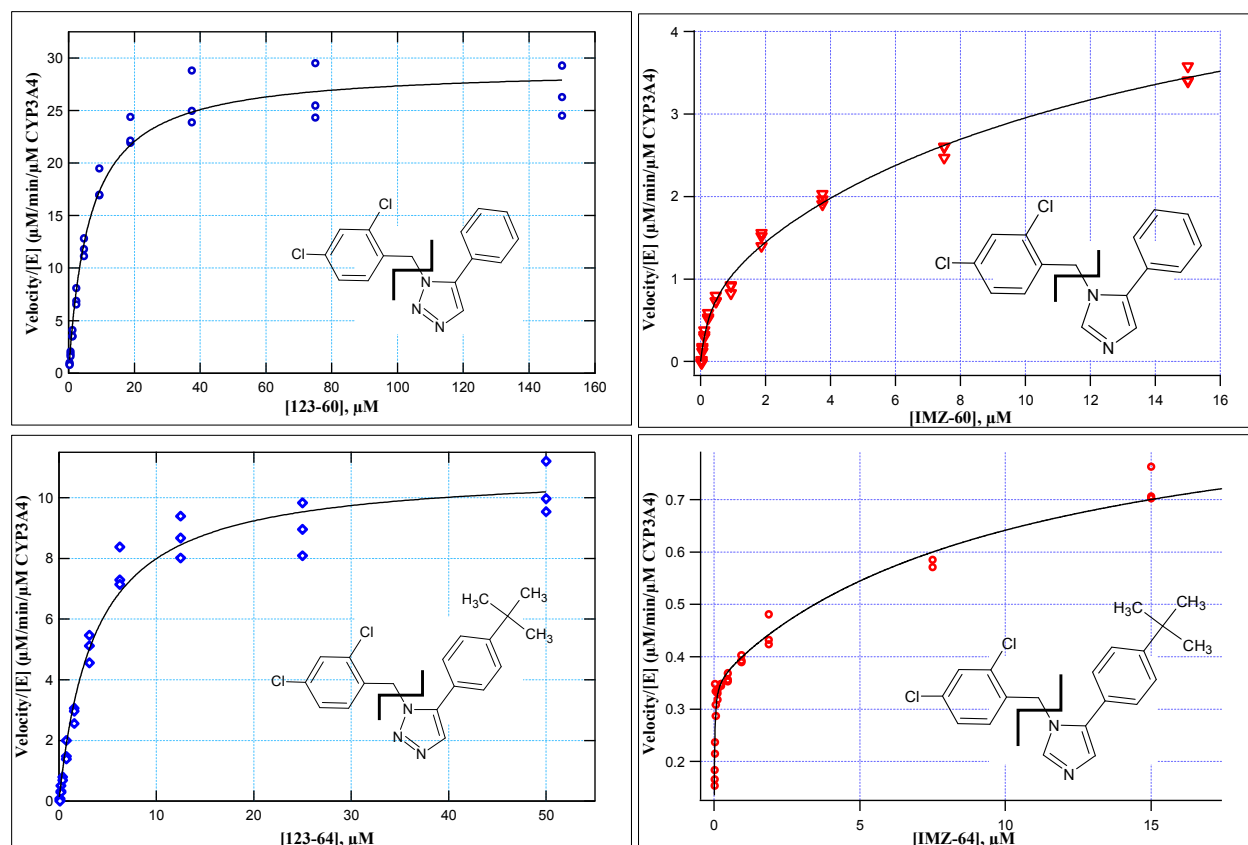 Velocity/[E] (µM/min/µM CYP3A4)
30
25
20
15
10
5
0
0 20 40 60 80 100 120 140 160
[123-60], µM
Cl
Cl
N
N
N
Velocity/[E] (µM/min/µM CYP3A4)
4
3
2
1
0
0 2 4 6 8 10 12 14 16
[IMZ-60], µM
Cl
Cl
N
N
Velocity/[E] (µM/min/µM CYP3A4)
10
8
6
4
2
0
0 10 20 30 40 50
[123-64], µM
H3C
CH3
CH3
Cl
Cl
N
N
N
Velocity/[E] (µM/min/µM CYP3A4)
0.7
0.6
0.5
0.4
0.3
0.2
0 5 10 15
[IMZ-64], µM
H3C
CH3
CH3
Cl
Cl
N
N